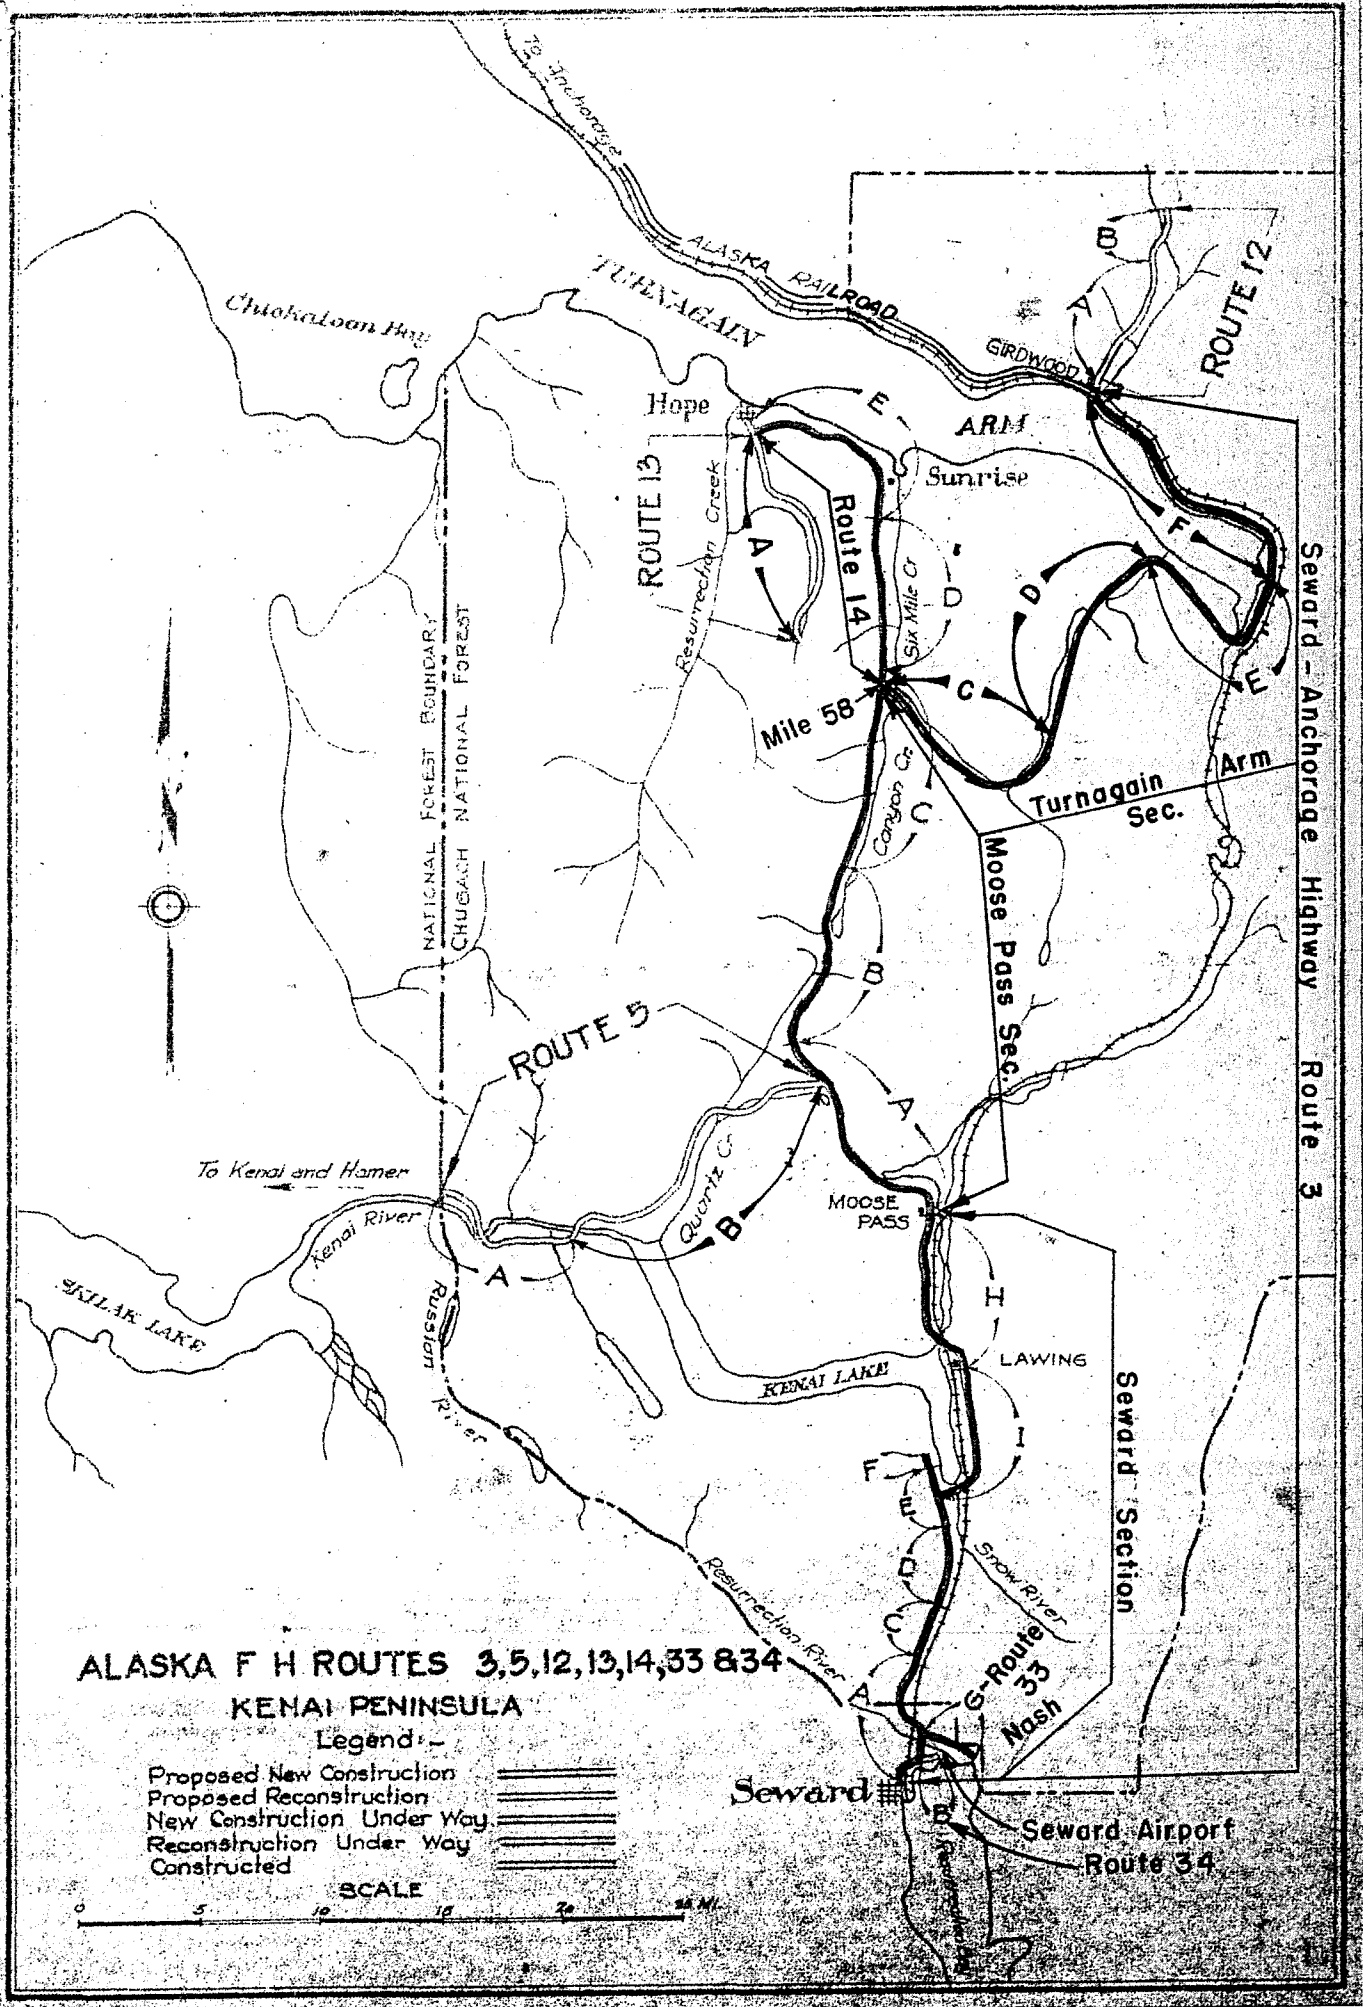 To Anchorage
ALASKA RAILROAD
TURNAGAIN
ARM
Chickaloon Bay
GIRDWOOD
B
A
ROUTE 12
Hope
E
Sunrise
ROUTE 13
Resurrection Creek
A
Route 14
D
Six Mile Cr
F
D
E
C
Mile 58
Canyon Cr.
C
Turnagain Arm
Sec.
Seward-Anchorage Highway Route 3
Moose Pass Sec.
NATIONAL FOREST BOUNDARY
CHUGACH NATIONAL FOREST
B
ROUTE 5
A
To Kenai and Homer
Kenai River
Quartz Cr
B
MOOSE
PASS
A
SKILAK LAKE
Russian River
H
LAWING
KENAI LAKE
I
Seward Section
F
E
D
C
Snow River
Resurrection River
A
G-Route
33
Nash
Seward
B
Seward Airport
Route 34
ALASKA F H ROUTES 3,5,12,13,14,33 &34
KENAI PENINSULA
Legend:-
Proposed New Construction
Proposed Reconstruction
New Construction Under Way
Reconstruction Under Way
Constructed
SCALE
0 5 10 15 20 25 MI.